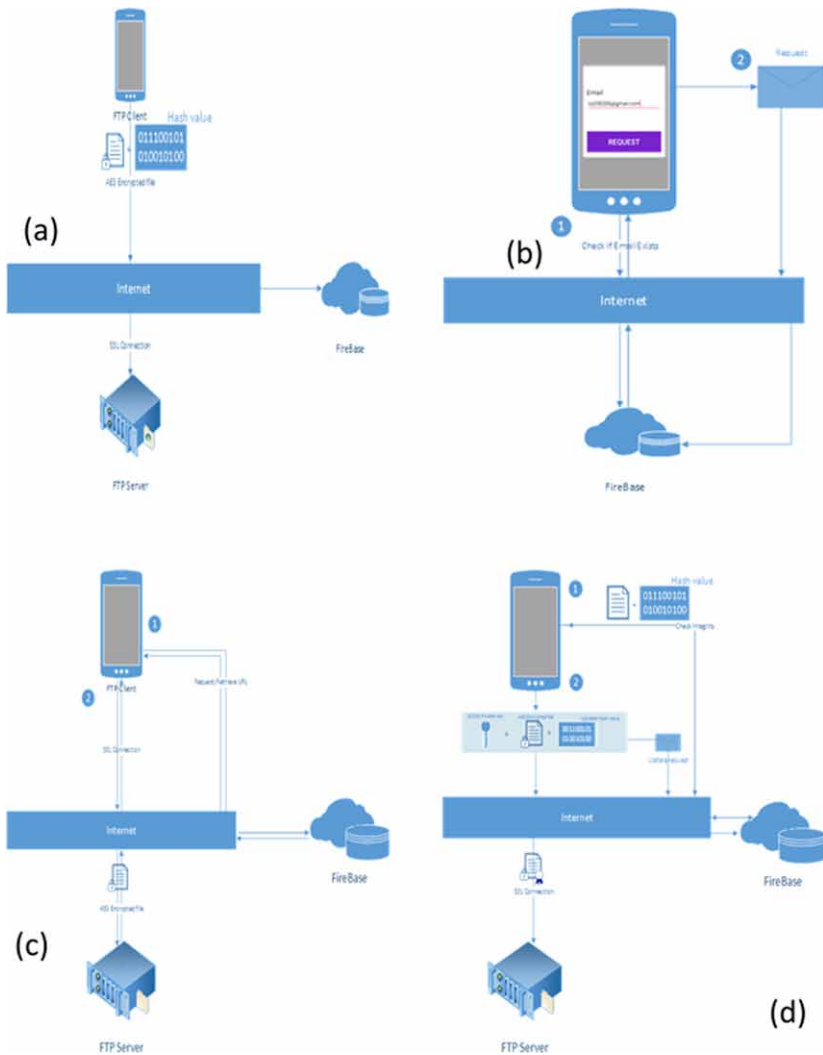 FTP Client
Hash value
011100101
010010100
AES Encrypted file
(a)
Internet
SSL Connection
FireBase
FTP Server
2
Request
Email
REQUEST
1
Check if Email Exists
(b)
Internet
FireBase
1
FTP Client
2
Request/Retrieve URL
SSL Connection
Internet
FireBase
AES Encrypted file
(c)
FTP Server
1
Hash value
011100101
010010100
Check Integrity
2
001100101
010010100
Internet
FireBase
SSL Connection
FTP Server
(d)